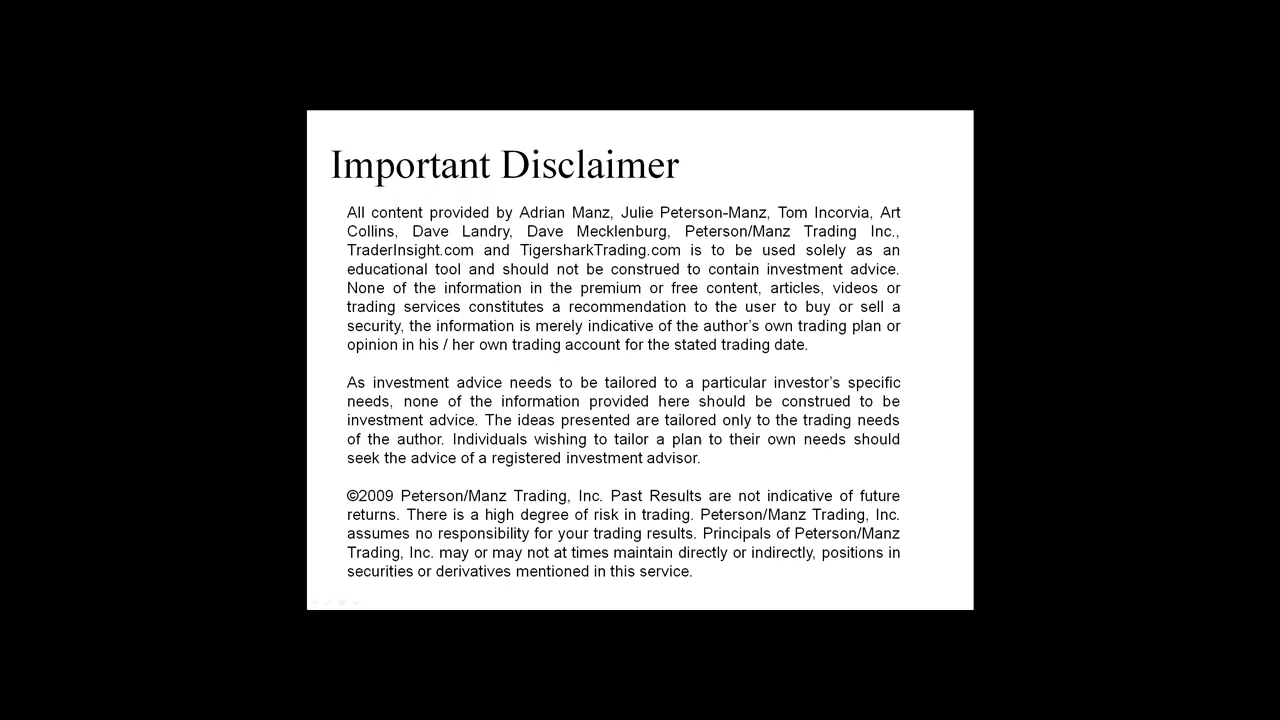 Important Disclaimer
All content provided by Adrian Manz, Julie Peterson-Manz, Tom Incorvia, Art
Collins, Dave Landry, Dave Mecklenburg, Peterson/Manz Trading Inc.,
TraderInsight.com and TigersharkTrading.com is to be used solely as an
educational tool and should not be construed to contain investment advice.
None of the information in the premium or free content, articles, videos or
trading services constitutes a recommendation to the user to buy or sell a
security, the information is merely indicative of the author’s own trading plan or
opinion in his / her own trading account for the stated trading date.
As investment advice needs to be tailored to a particular investor’s specific
needs, none of the information provided here should be construed to be
investment advice. The ideas presented are tailored only to the trading needs
of the author. Individuals wishing to tailor a plan to their own needs should
seek the advice of a registered investment advisor.
©2009 Peterson/Manz Trading, Inc. Past Results are not indicative of future
returns. There is a high degree of risk in trading. Peterson/Manz Trading, Inc.
assumes no responsibility for your trading results. Principals of Peterson/Manz
Trading, Inc. may or may not at times maintain directly or indirectly, positions in
securities or derivatives mentioned in this service.